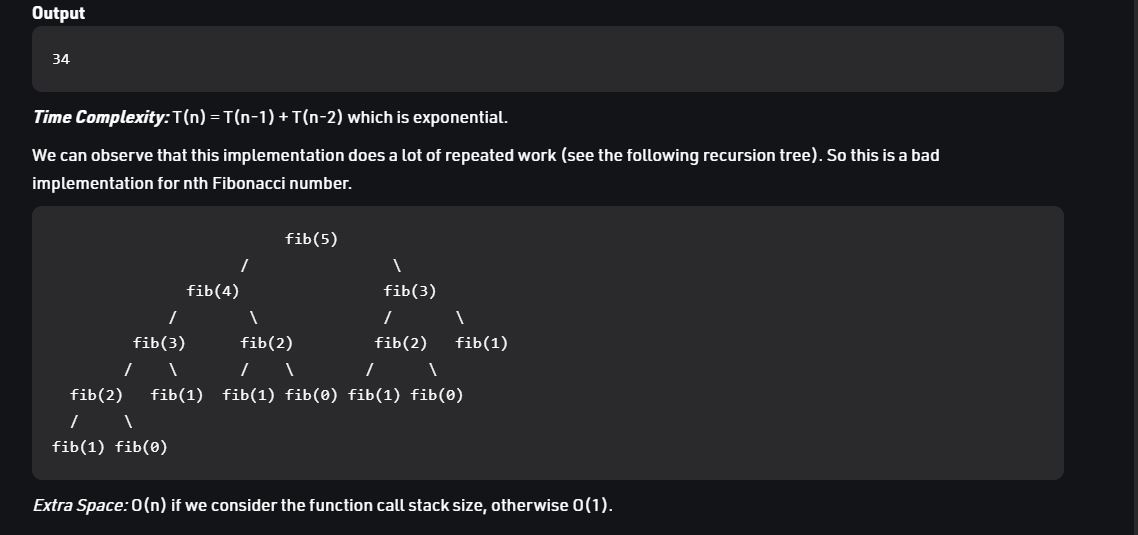 Output
34
Time Complexity: T(n) = T(n-1) + T(n-2) which is exponential.
We can observe that this implementation does a lot of repeated work (see the following recursion tree). So this is a bad
implementation for nth Fibonacci number.
                          fib(5)
                     /                \
               fib(4)                fib(3)
             /        \              /       \
         fib(3)      fib(2)         fib(2)   fib(1)
        /    \       /    \        /      \
  fib(2)   fib(1)  fib(1) fib(0) fib(1) fib(0)
  /     \
fib(1) fib(0)
Extra Space: O(n) if we consider the function call stack size, otherwise O(1).